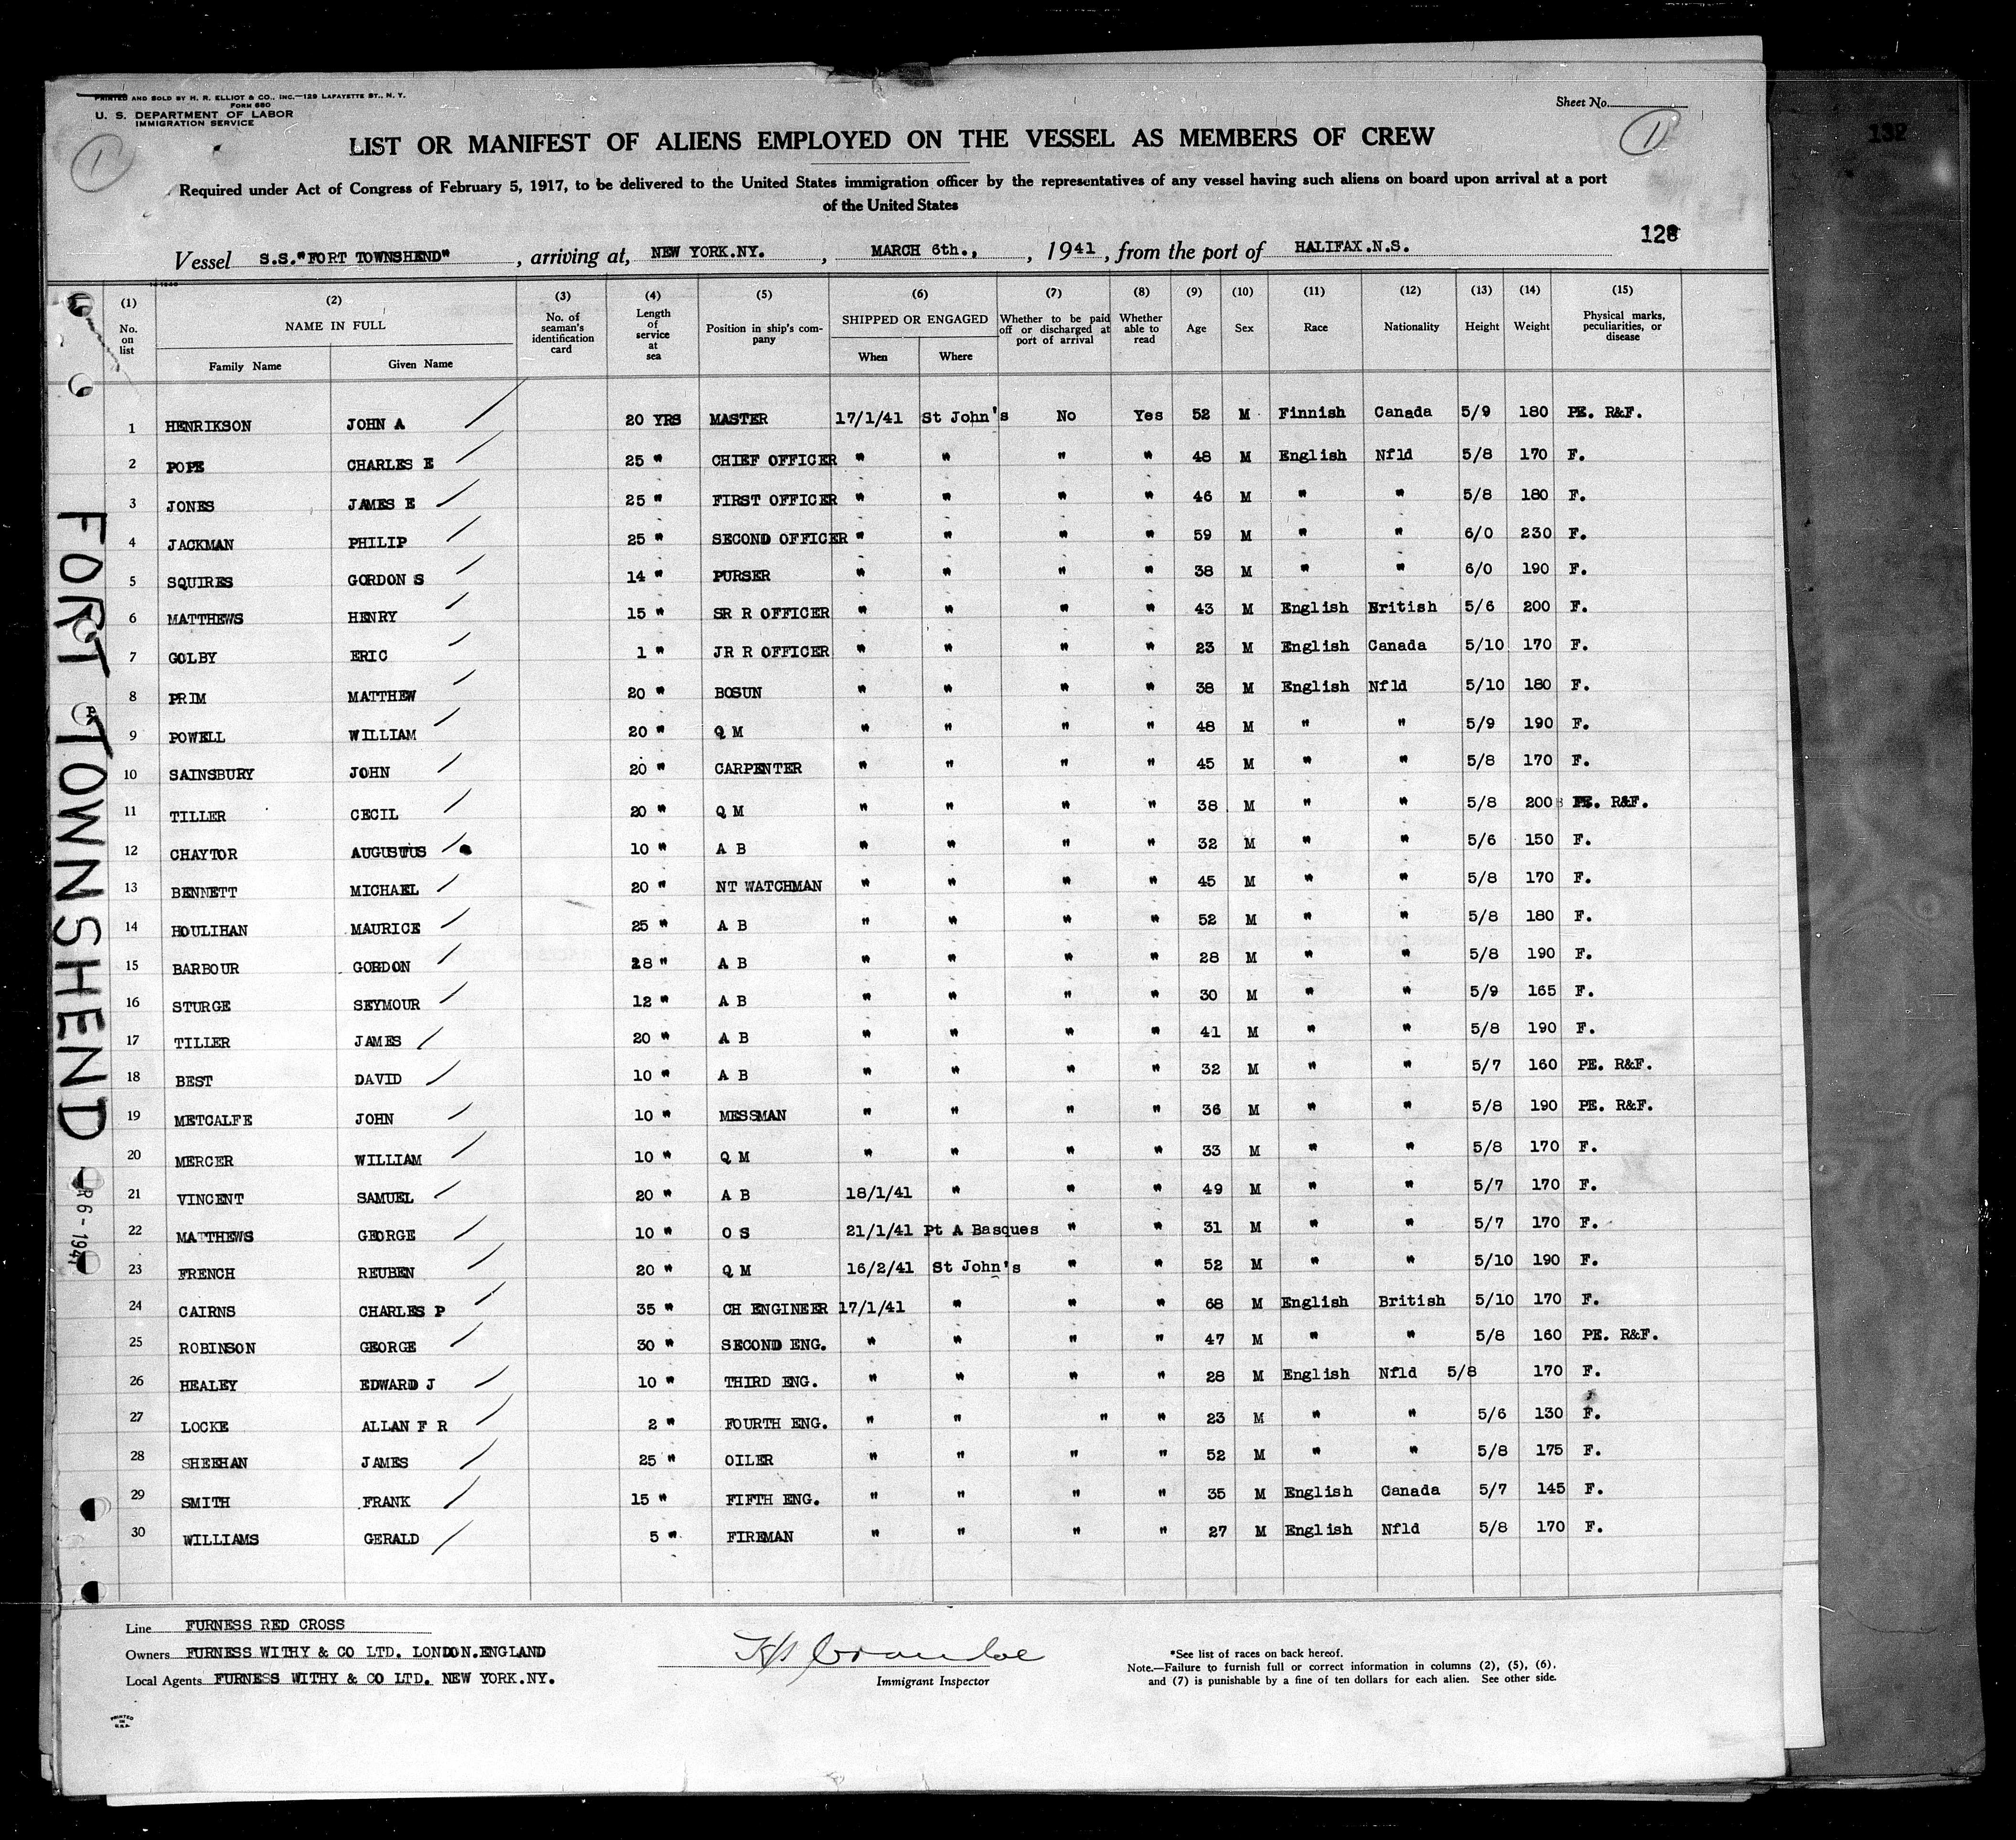 PRINTED AND SOLD BY H. R. ELLIOT & CO., INC.—129 LAFAYETTE ST., N. Y.
FORM 680
U. S. DEPARTMENT OF LABOR
IMMIGRATION SERVICE
Sheet No.
1
1
132
LIST OR MANIFEST OF ALIENS EMPLOYED ON THE VESSEL AS MEMBERS OF CREW
Required under Act of Congress of February 5, 1917, to be delivered to the United States immigration officer by the representatives of any vessel having such aliens on board upon arrival at a port
of the United States
128
Vessel S.S."FORT TOWNSHEND", arriving at, NEW YORK.NY., MARCH 6th., , 1941, from the port of HALIFAX.N.S.
(1) No. on list (2) NAME IN FULL Family Name Given Name (3) No. of seaman's identification card (4) Length of service at sea (5) Position in ship's company (6) SHIPPED OR ENGAGED When Where (7) Whether to be paid off or discharged at port of arrival (8) Whether able to read (9) Age (10) Sex (11) Race (12) Nationality (13) Height (14) Weight (15) Physical marks, peculiarities, or disease
1 HENRIKSON JOHN A 20 YRS MASTER 17/1/41 St John's No Yes 52 M Finnish Canada 5/9 180 PE. R&F.
2 POPE CHARLES E 25 " CHIEF OFFICER " " " " 48 M English Nfld 5/8 170 F.
3 JONES JAMES E 25 " FIRST OFFICER " " " " 46 M " " 5/8 180 F.
4 JACKMAN PHILIP 25 " SECOND OFFICER " " " " 59 M " " 6/0 230 F.
5 SQUIRES GORDON S 14 " PURSER " " " " 38 M " " 6/0 190 F.
6 MATTHEWS HENRY 15 " SR R OFFICER " " " " 43 M English British 5/6 200 F.
7 GOLBY ERIC 1 " JR R OFFICER " " " " 23 M English Canada 5/10 170 F.
8 PRIM MATTHEW 20 " BOSUN " " " " 38 M English Nfld 5/10 180 F.
9 POWELL WILLIAM 20 " Q M " " " " 48 M " " 5/9 190 F.
10 SAINSBURY JOHN 20 " CARPENTER " " " " 45 M " " 5/8 170 F.
11 TILLER CECIL 20 " Q M " " " " 38 M " " 5/8 200 PE. R&F.
12 CHAYTOR AUGUSTUS 10 " A B " " " " 32 M " " 5/6 150 F.
13 BENNETT MICHAEL 20 " NT WATCHMAN " " " " 45 M " " 5/8 170 F.
14 HOULIHAN MAURICE 25 " A B " " " " 52 M " " 5/8 180 F.
15 BARBOUR GORDON 18 " A B " " " " 28 M " " 5/8 190 F.
16 STURGE SEYMOUR 12 " A B " " " " 30 M " " 5/9 165 F.
17 TILLER JAMES 20 " A B " " " " 41 M " " 5/8 190 F.
18 BEST DAVID 10 " A B " " " " 32 M " " 5/7 160 PE. R&F.
19 METCALFE JOHN 10 " MESSMAN " " " " 36 M " " 5/8 190 PE. R&F.
20 MERCER WILLIAM 10 " Q M " " " " 33 M " " 5/8 170 F.
21 VINCENT SAMUEL 20 " A B 18/1/41 " " " 49 M " " 5/7 170 F.
22 MATTHEWS GEORGE 10 " O S 21/1/41 Pt A Basques " " 31 M " " 5/7 170 F.
23 FRENCH REUBEN 20 " Q M 16/2/41 St John's " " 52 M " " 5/10 190 F.
24 CAIRNS CHARLES P 35 " CH ENGINEER 17/1/41 " " " 68 M English British 5/10 170 F.
25 ROBINSON GEORGE 30 " SECOND ENG. " " " " 47 M " " 5/8 160 PE. R&F.
26 HEALEY EDWARD J 10 " THIRD ENG. " " " " 28 M English Nfld 5/8 170 F.
27 LOCKE ALLAN F R 2 " FOURTH ENG. " " " " 23 M " " 5/6 130 F.
28 SHEEHAN JAMES 25 " OILER " " " " 52 M " " 5/8 175 F.
29 SMITH FRANK 15 " FIFTH ENG. " " " " 35 M English Canada 5/7 145 F.
30 WILLIAMS GERALD 5 " FIREMAN " " " " 27 M English Nfld 5/8 170 F.
FORT TOWNSHEND
R 6 - 1941
Line FURNESS RED CROSS
Owners FURNESS WITHY & CO LTD. LONDON.ENGLAND
Local Agents FURNESS WITHY & CO LTD. NEW YORK.NY.
Immigrant Inspector
*See list of races on back hereof.
Note.—Failure to furnish full or correct information in columns (2), (5), (6),
and (7) is punishable by a fine of ten dollars for each alien. See other side.
PRINTED
IN
U.S.A.